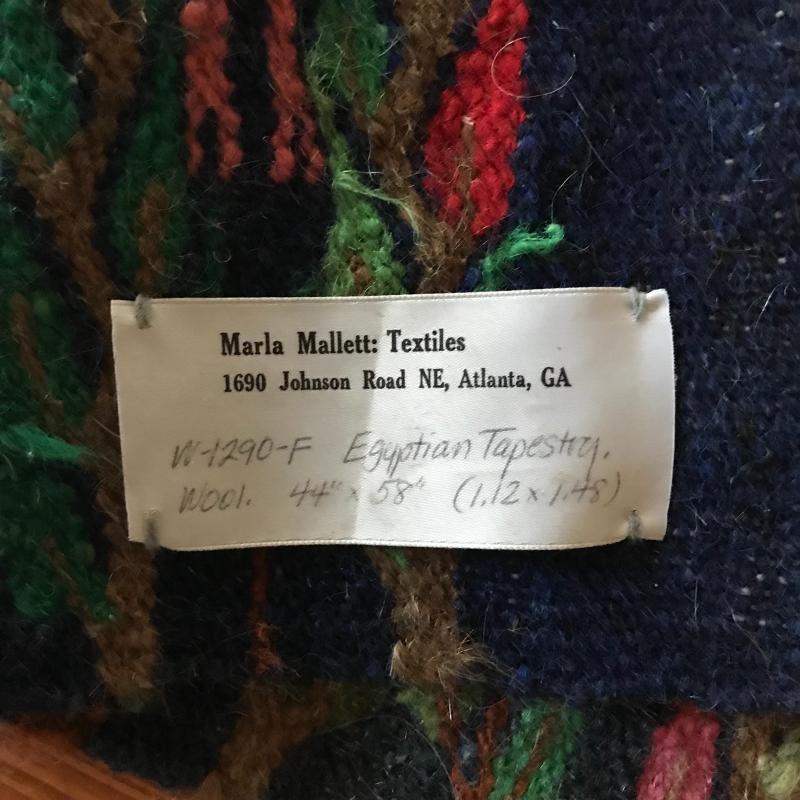 Marla Mallett: Textiles
1690 Johnson Road NE, Atlanta, GA
W-1290-F Egyptian Tapestry.
Wool. 44" x 58" (1.12 x 1.48)